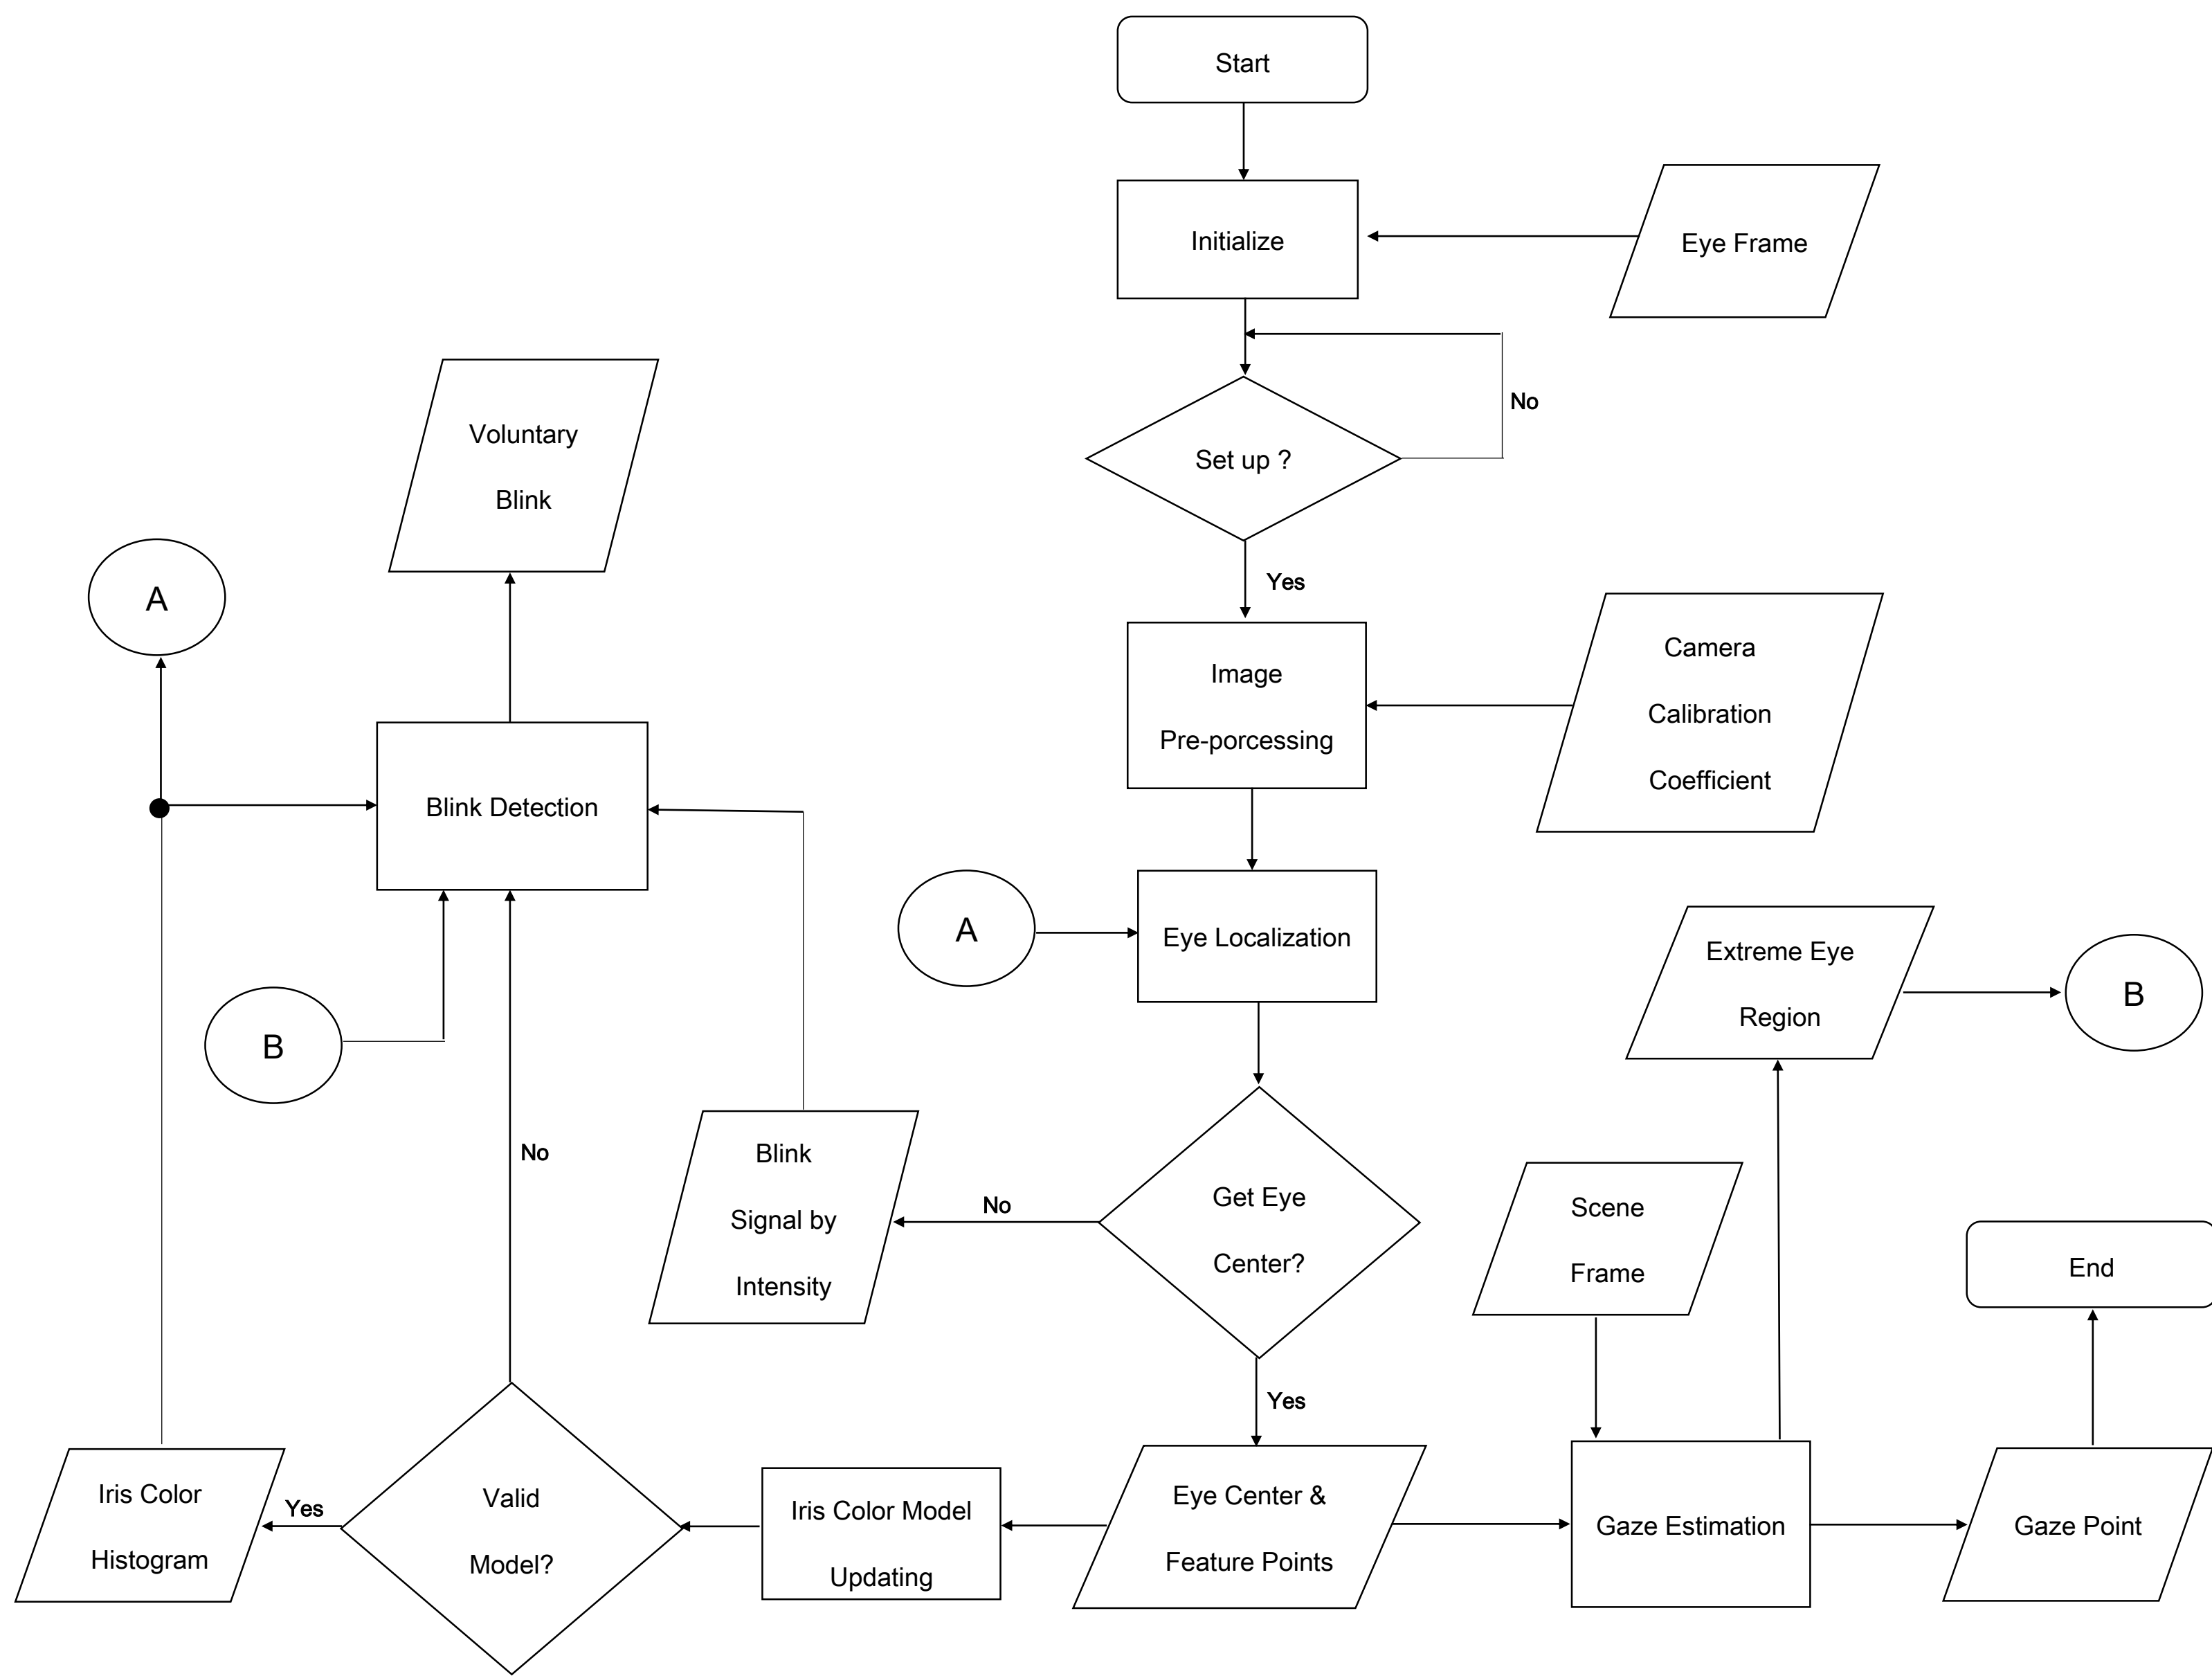 Start
Initialize
Eye Frame
No
Set up ?
Yes
Voluntary
Blink
A
Image
Pre-porcessing
Camera
Calibration
Coefficient
Blink Detection
A
Eye Localization
Extreme Eye
Region
B
B
No
Blink
Signal by
Intensity
No
Get Eye
Center?
Scene
Frame
End
Yes
Iris Color
Histogram
Yes
Valid
Model?
Iris Color Model
Updating
Eye Center &
Feature Points
Gaze Estimation
Gaze Point